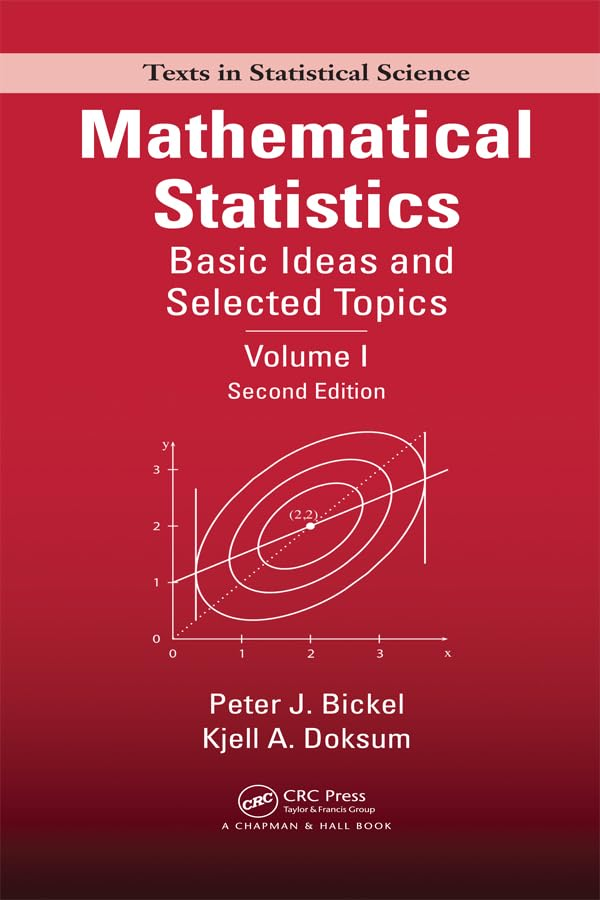 Texts in Statistical Science
Mathematical
Statistics
Basic Ideas and
Selected Topics
Volume I
Second Edition
y
3
(2,2)
2
1
0
0 1 2 3 x
Peter J. Bickel
Kjell A. Doksum
CRC CRC Press
Taylor & Francis Group
A CHAPMAN & HALL BOOK